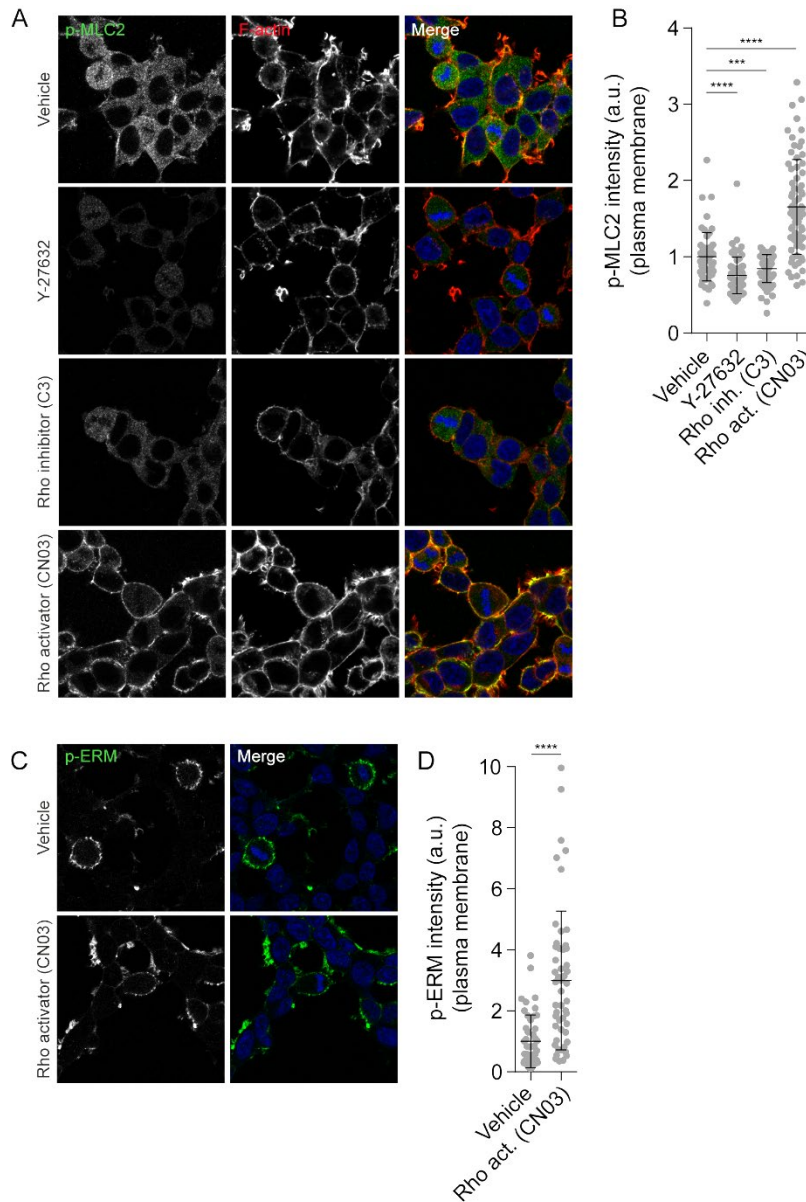 A
p-MLC2
F-actin
Merge
Vehicle
Y-27632
Rho inhibitor (C3)
Rho activator (CN03)
B
p-MLC2 intensity (a.u.)
(plasma membrane)
4
3
2
1
0
****
***
****
Vehicle
Y-27632
Rho inh. (C3)
Rho act. (CN03)
C
p-ERM
Merge
Vehicle
Rho activator (CN03)
D
p-ERM intensity (a.u.)
(plasma membrane)
10
8
6
4
2
0
****
Vehicle
Rho act. (CN03)